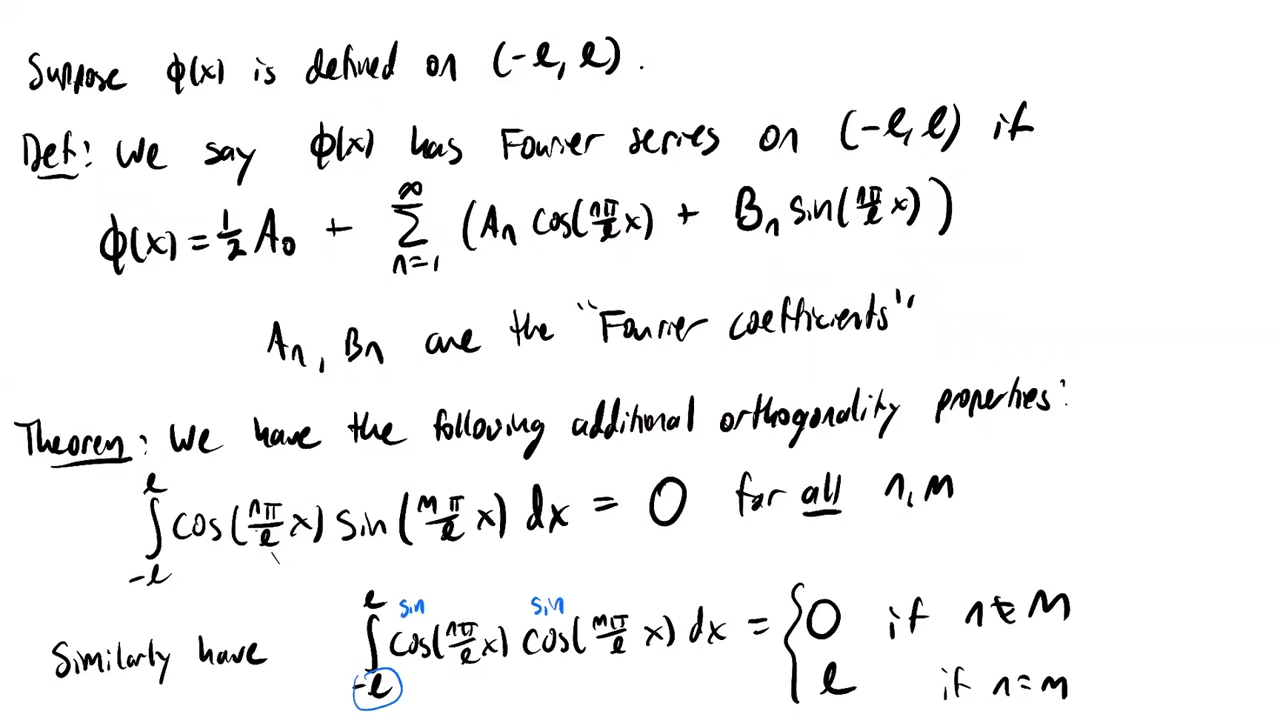 Suppose ϕ(x) is defined on (-ℓ, ℓ).
Def: We say ϕ(x) has Fourier series on (-ℓ, ℓ) if
ϕ(x) = 1/2 A₀ + ∑_{n=1}^{∞} (Aₙ cos(nπ/ℓ x) + Bₙ sin(nπ/ℓ x))
Aₙ, Bₙ are the "Fourier coefficients"
Theorem: We have the following additional orthogonality properties:
∫_{-ℓ}^{ℓ} cos(nπ/ℓ x) sin(mπ/ℓ x) dx = 0 for all n, m
sin sin
Similarly have ∫_{-ℓ}^{ℓ} cos(nπ/ℓ x) cos(mπ/ℓ x) dx = { 0 if n ≠ m
ℓ if n = m